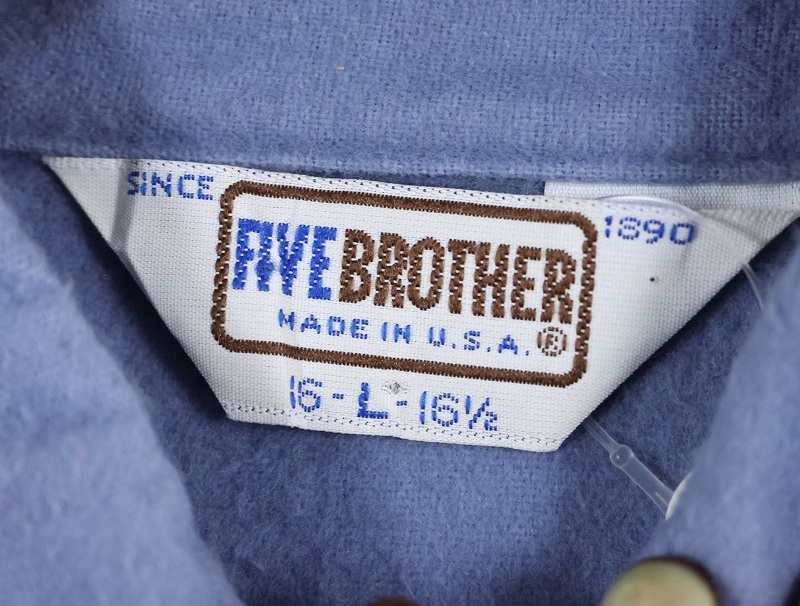 SINCE 1890
FIVE BROTHER
MADE IN U.S.A.®
16-L-16½